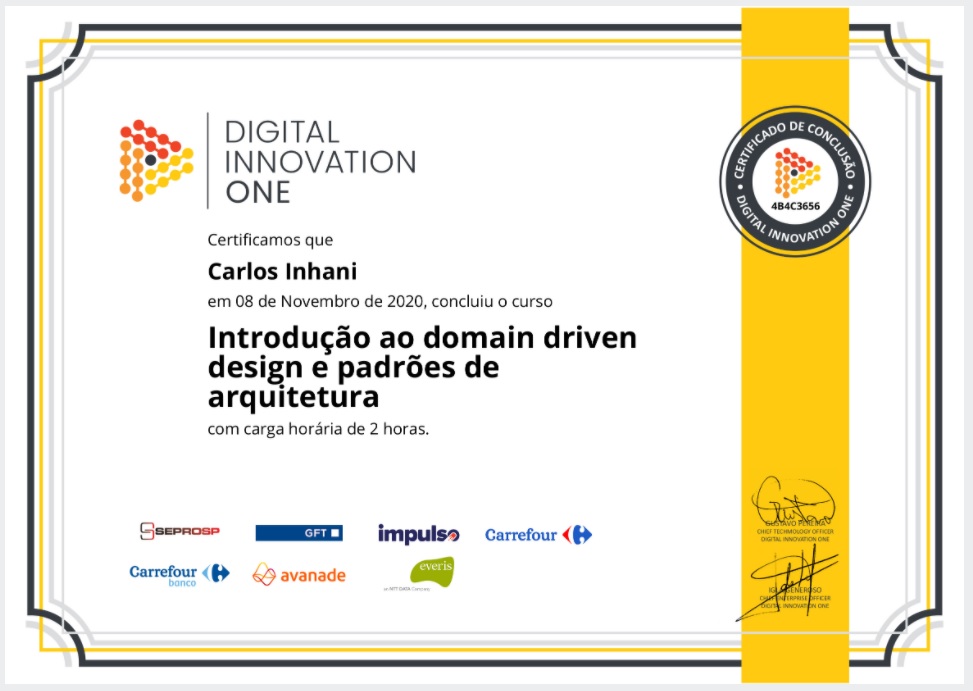 DIGITAL
INNOVATION
ONE
CERTIFICADO DE CONCLUSÃO
4B4C3656
DIGITAL INNOVATION ONE
Certificamos que
Carlos Inhani
em 08 de Novembro de 2020, concluiu o curso
Introdução ao domain driven
design e padrões de
arquitetura
com carga horária de 2 horas.
SEPROSP
GFT
impulso
Carrefour
Carrefour
banco
avanade
everis
an NTT DATA Company
GUSTAVO PEREIRA
CHIEF TECHNOLOGY OFFICER
DIGITAL INNOVATION ONE
GENEROSO
CHIEF ENTERPRISE OFFICER
DIGITAL INNOVATION ONE